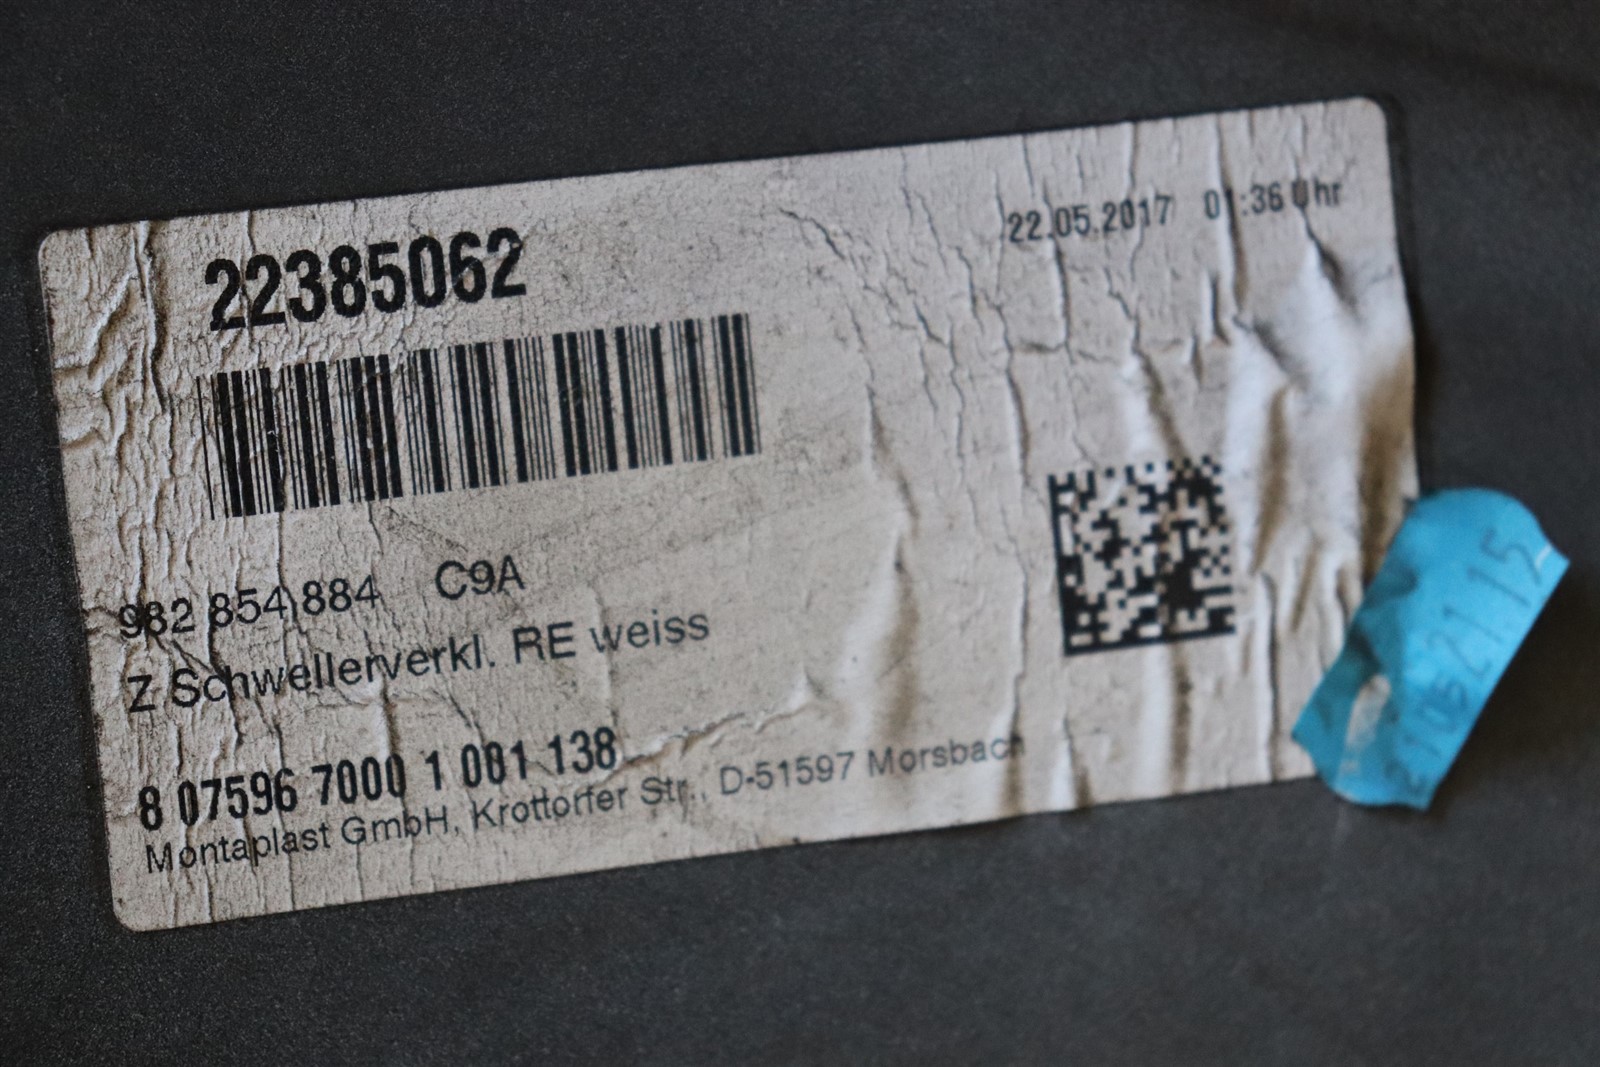 22.05.2017 01:36 Uhr
22385062
982 854 884 C9A
Z Schwellerverkl. RE weiss
8 07596 7000 1 081 138
Montaplast GmbH, Krottorfer Str., D-51597 Morsbach